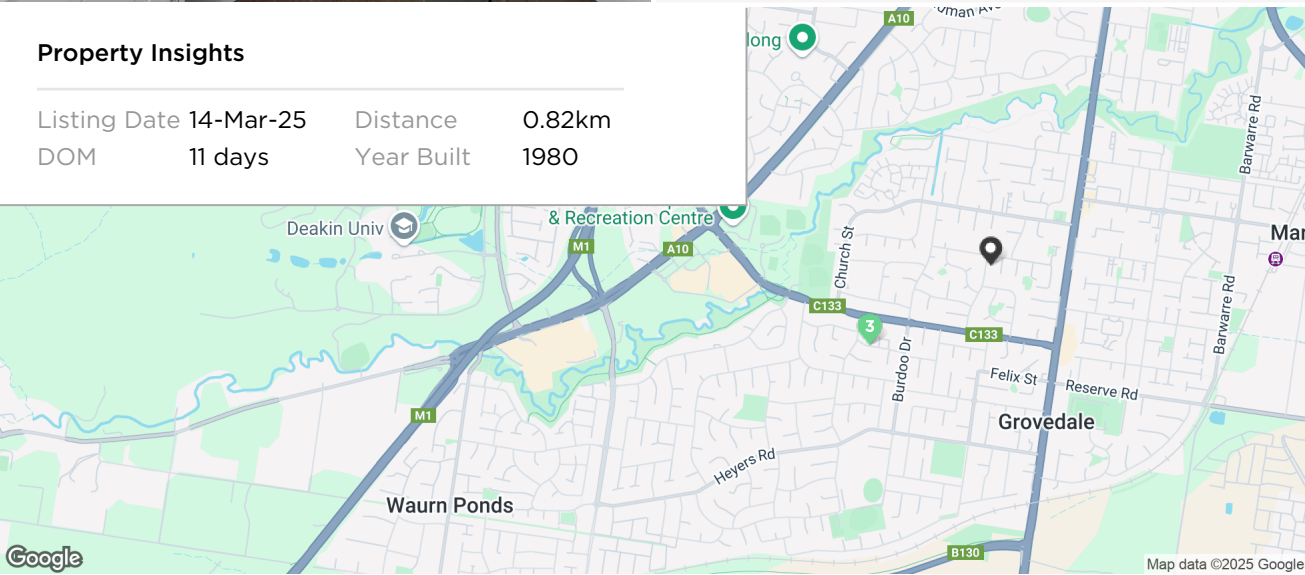 Property Insights
Listing Date 14-Mar-25 Distance 0.82km
DOM 11 days Year Built 1980
A10
long
Barwarre Rd
Deakin Univ
& Recreation Centre
M1
A10
Church St
C133
3
C133
Burdoo Dr
Barwarre Rd
Felix St
Reserve Rd
M1
Grovedale
Heyers Rd
Waurn Ponds
B130
Google
Map data ©2025 Google